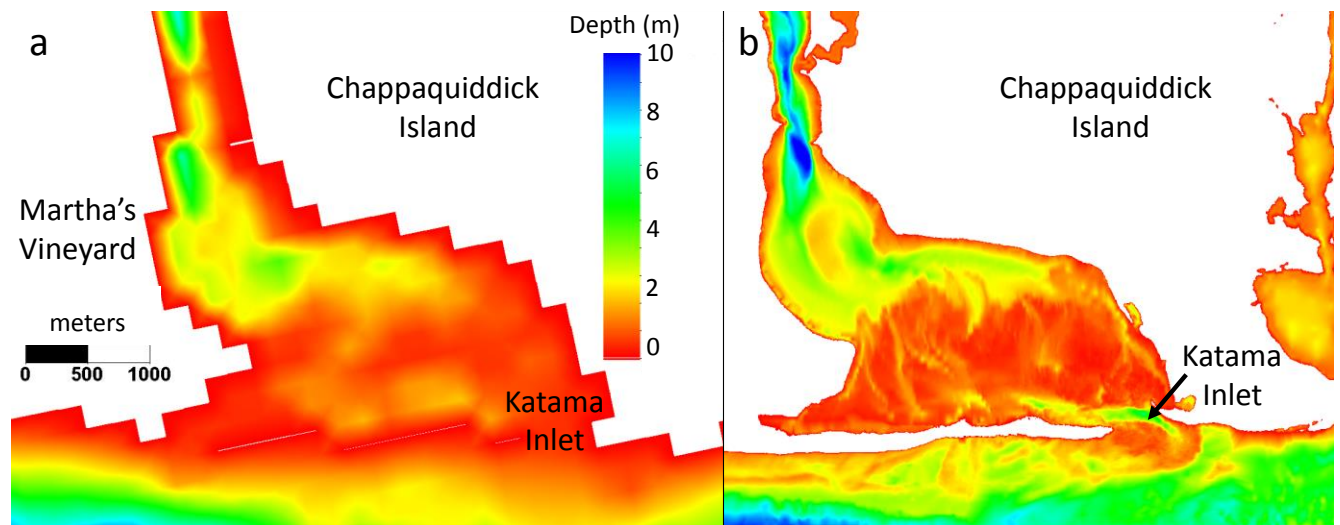 a
Depth (m)
10
8
6
4
2
0
Chappaquiddick
Island
Martha's
Vineyard
meters
0 500 1000
Katama
Inlet
b
Chappaquiddick
Island
Katama
Inlet